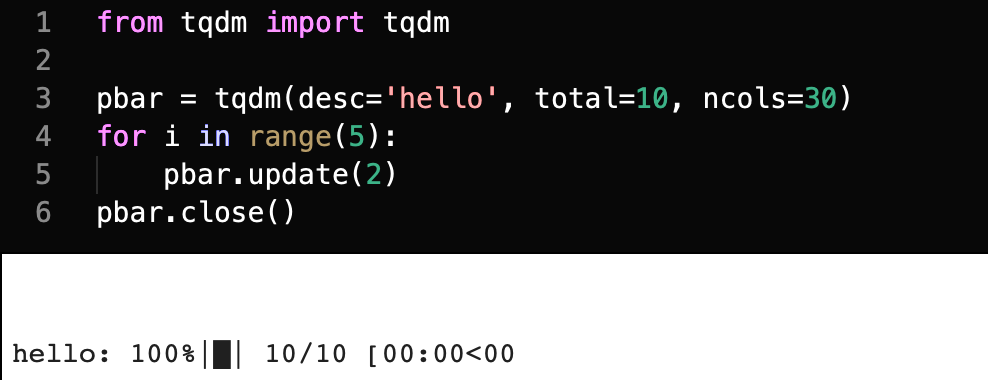 1 from tqdm import tqdm
2
3 pbar = tqdm(desc='hello', total=10, ncols=30)
4 for i in range(5):
5     pbar.update(2)
6 pbar.close()
hello: 100%|█| 10/10 [00:00<00